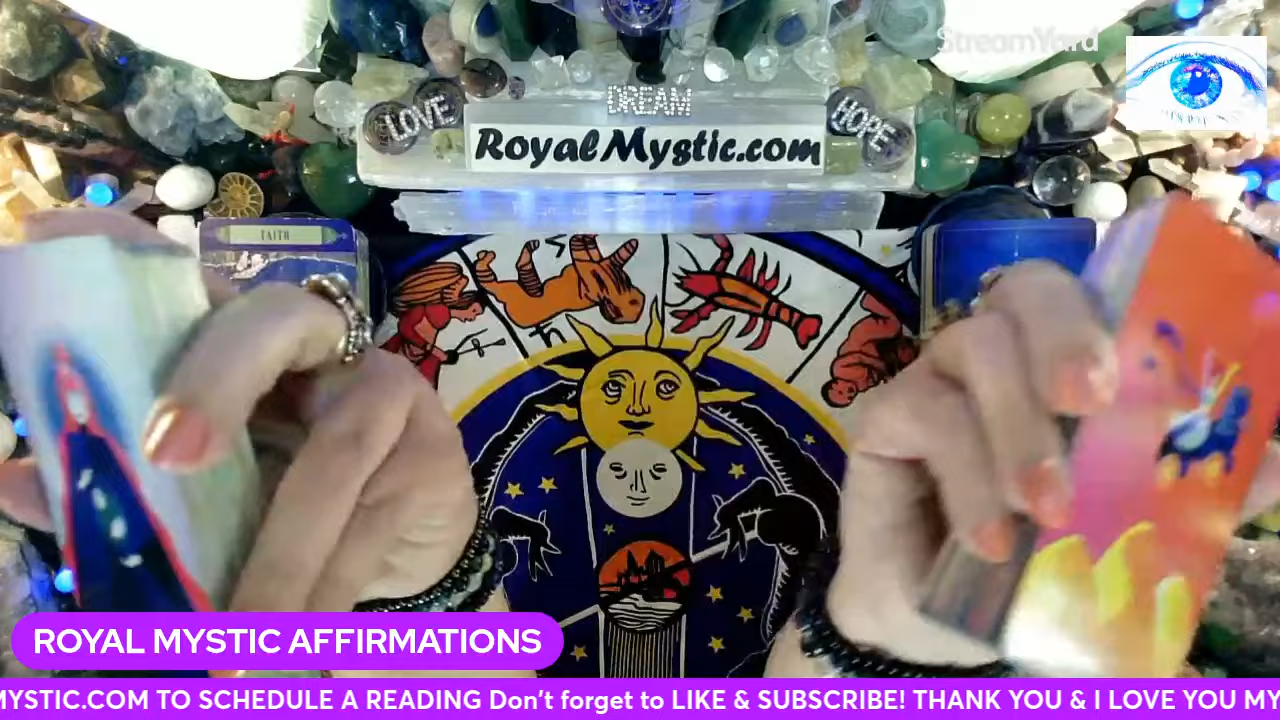 StreamYard
DREAM
LOVE
HOPE
RoyalMystic.com
FAITH
ROYAL MYSTIC AFFIRMATIONS
MYSTIC.COM TO SCHEDULE A READING Don't forget to LIKE & SUBSCRIBE! THANK YOU & I LOVE YOU MY